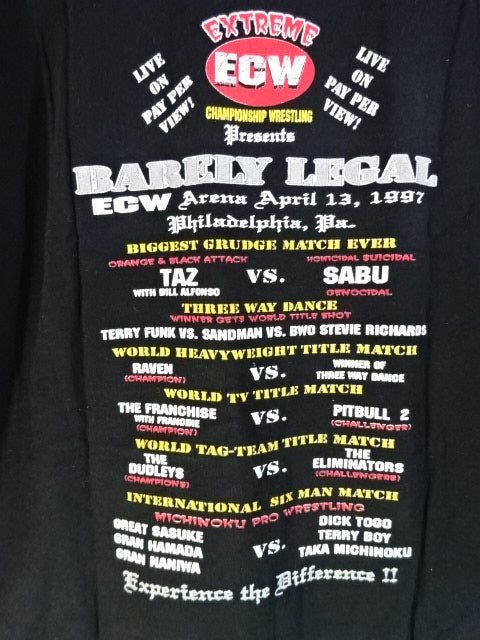 EXTREME
ECW
CHAMPIONSHIP WRESTLING
LIVE
ON
PAY PER
VIEW!
LIVE
ON
PAY PER
VIEW!
Presents
BARELY LEGAL
ECW Arena April 13, 1997
Philadelphia, Pa.
BIGGEST GRUDGE MATCH EVER
ORANGE & BLACK ATTACK HOMICIDAL SUICIDAL
TAZ VS. SABU
WITH BILL ALFONSO GENOCIDAL
THREE WAY DANCE
WINNER GETS WORLD TITLE SHOT
TERRY FUNK VS. SANDMAN VS. BWO STEVIE RICHARDS
WORLD HEAVYWEIGHT TITLE MATCH
RAVEN VS. WINNER OF
(CHAMPION) THREE WAY DANCE
WORLD TV TITLE MATCH
THE FRANCHISE VS. PITBULL 2
WITH FRANCINE (CHALLENGER)
(CHAMPION)
WORLD TAG-TEAM TITLE MATCH
THE VS. THE
DUDLEYS ELIMINATORS
(CHAMPIONS) (CHALLENGERS)
INTERNATIONAL SIX MAN MATCH
MICHINOKU PRO WRESTLING
GREAT SASUKE DICK TOGO
GRAN HAMADA VS. TERRY BOY
GRAN NANIWA TAKA MICHINOKU
Experience the Difference !!